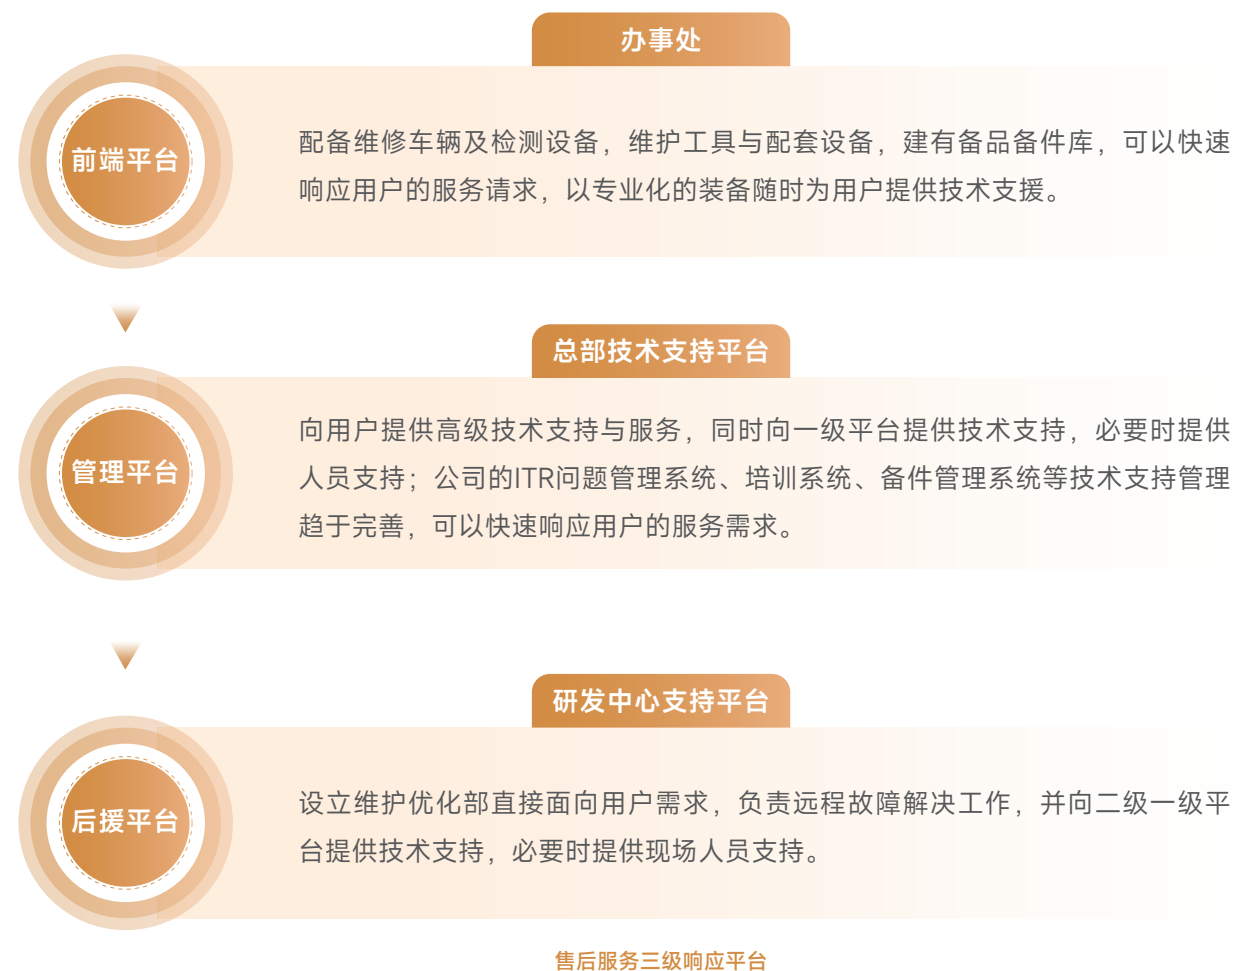 办事处
前端平台
配备维修车辆及检测设备，维护工具与配套设备，建有备品备件库，可以快速
响应用户的服务请求，以专业化的装备随时为用户提供技术支援。
总部技术支持平台
管理平台
向用户提供高级技术支持与服务，同时向一级平台提供技术支持，必要时提供
人员支持；公司的ITR问题管理系统、培训系统、备件管理系统等技术支持管理
趋于完善，可以快速响应用户的服务需求。
研发中心支持平台
后援平台
设立维护优化部直接面向用户需求，负责远程故障解决工作，并向二级一级平
台提供技术支持，必要时提供现场人员支持。
售后服务三级响应平台